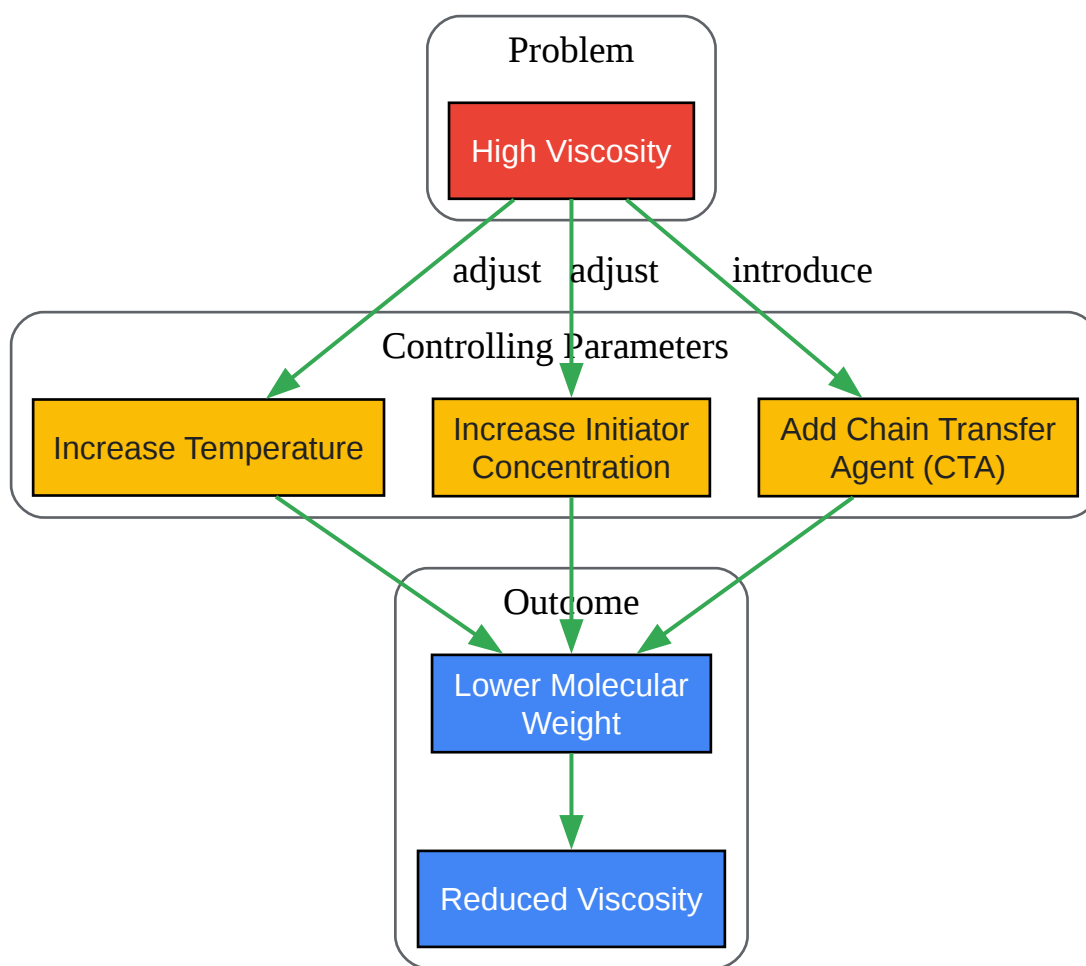 Problem
High Viscosity
adjust
adjust
introduce
Controlling Parameters
Increase Temperature
Increase Initiator
Concentration
Add Chain Transfer
Agent (CTA)
Outcome
Lower Molecular
Weight
Reduced Viscosity